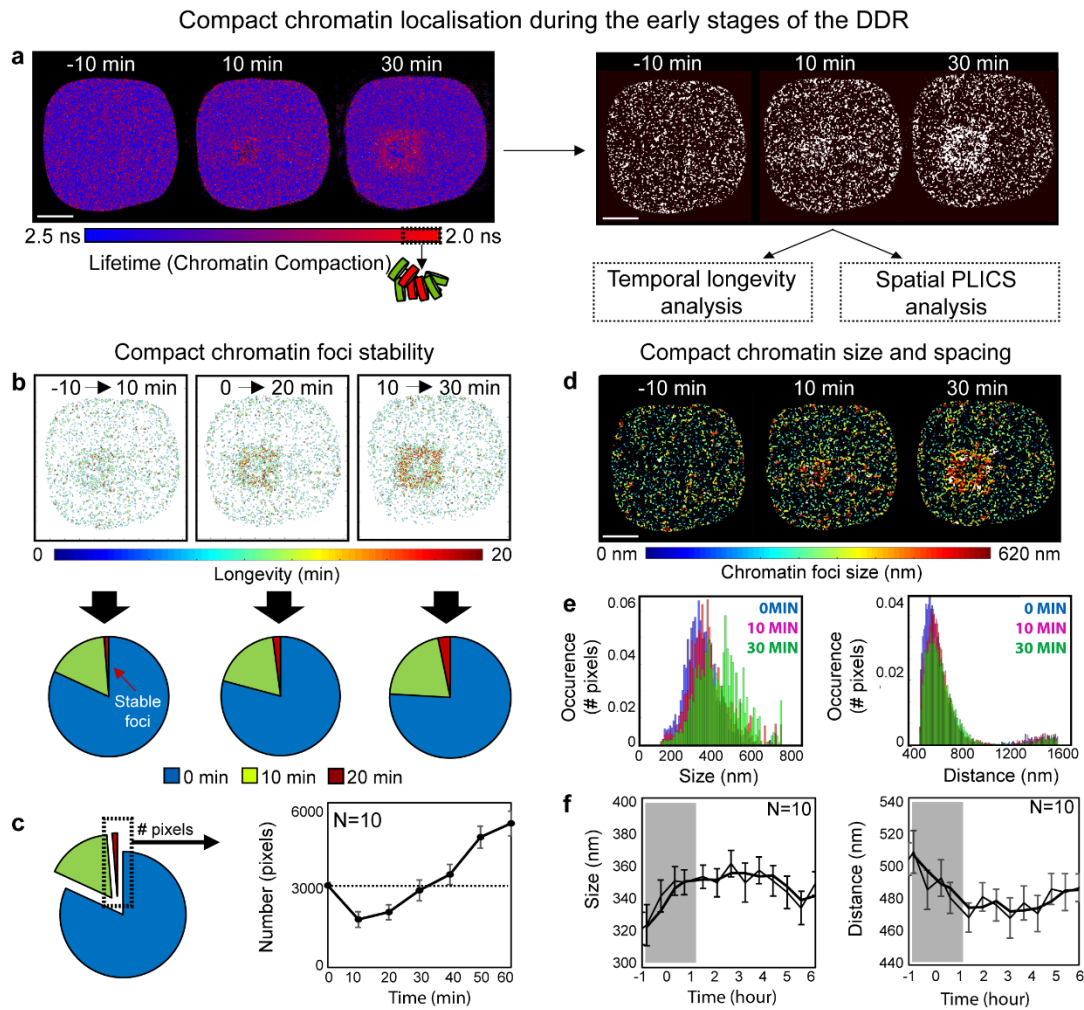 Compact chromatin localisation during the early stages of the DDR
a
-10 min
10 min
30 min
-10 min
10 min
30 min
2.5 ns
2.0 ns
Lifetime (Chromatin Compaction)
Temporal longevity
analysis
Spatial PLICS
analysis
Compact chromatin foci stability
b
-10
10 min
0
20 min
10
30 min
0
20
Longevity (min)
Stable
foci
0 min
10 min
20 min
c
# pixels
N=10
6000
3000
0
Number (pixels)
0
10
20
30
40
50
60
Time (min)
Compact chromatin size and spacing
d
-10 min
10 min
30 min
0 nm
620 nm
Chromatin foci size (nm)
e
0.06
0.04
0.02
0
Occurence
(# pixels)
0MIN
10 MIN
30 MIN
0
200
400
600
800
Size (nm)
0.04
0.02
0
Occurence
(# pixels)
0 MIN
10 MIN
30 MIN
400
800
1200
1600
Distance (nm)
f
400
380
360
340
320
300
Size (nm)
N=10
-1
0
1
2
3
4
5
6
Time (hour)
540
520
500
480
460
440
Distance (nm)
N=10
-1
0
1
2
3
4
5
6
Time (hour)